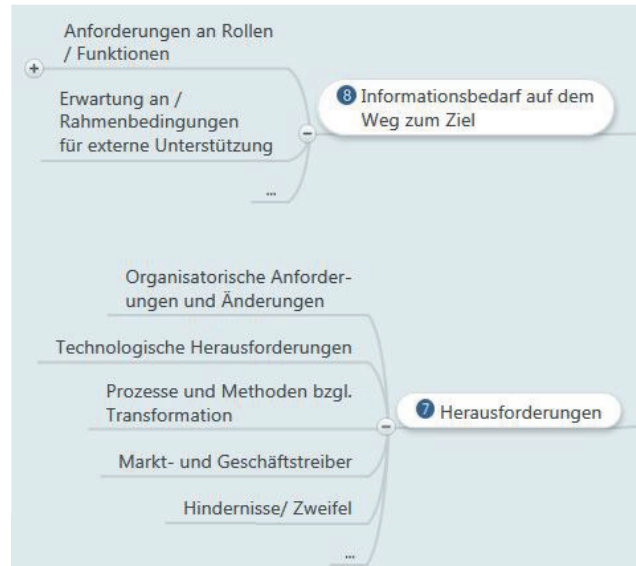 Anforderungen an Rollen
/ Funktionen
Erwartung an /
Rahmenbedingungen
für externe Unterstützung
...
8 Informationsbedarf auf dem
Weg zum Ziel
Organisatorische Anforder-
ungen und Änderungen
Technologische Herausforderungen
Prozesse und Methoden bzgl.
Transformation
Markt- und Geschäftstreiber
Hindernisse/ Zweifel
...
7 Herausforderungen